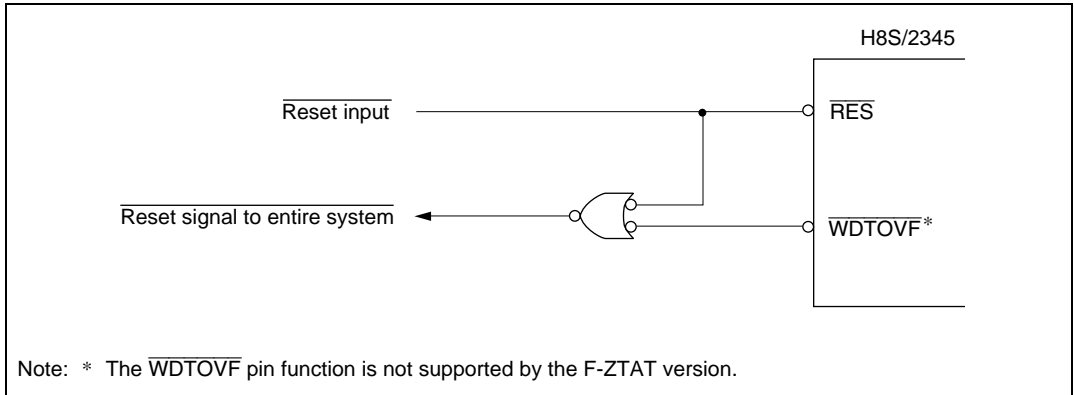 H8S/2345
Reset input
RES
Reset signal to entire system
WDTOVF*
Note: * The WDTOVF pin function is not supported by the F-ZTAT version.